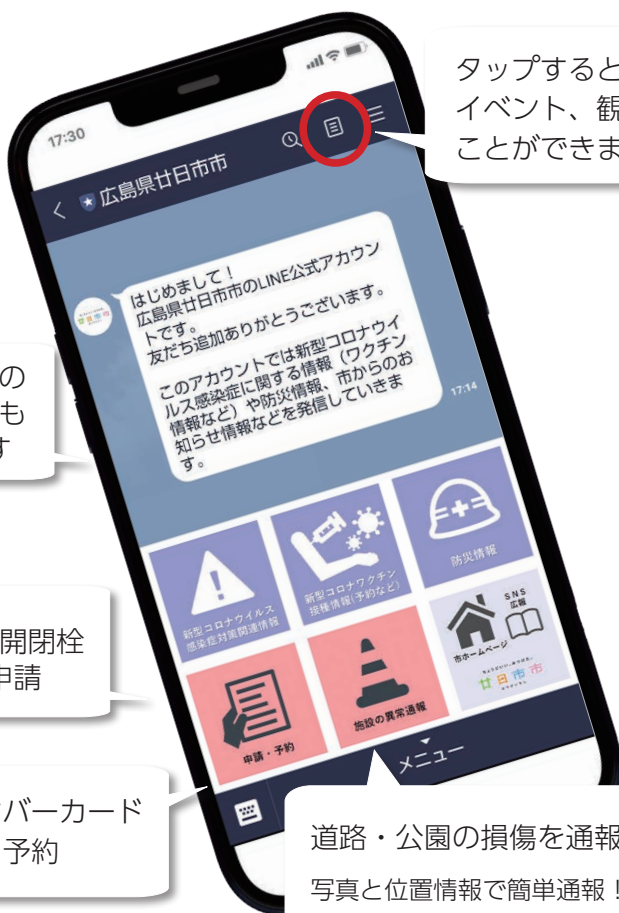 タップすると
イベント、観
ことができま
17:30
広島県廿日市市
はじめまして！
広島県廿日市市のLINE公式アカウン
トです。
友だち追加ありがとうございます。
このアカウントでは新型コロナウイ
ルス感染症に関する情報（ワクチン
情報など）や防災情報、市からのお
知らせ情報などを発信していきま
す。
17:14
の
も
す
新型コロナウイルス
感染症対策関連情報
新型コロナワクチン
接種情報(予約など)
防災情報
開閉栓
申請
申請・予約
施設の異常通報
市ホームページ
SNS
広報
廿日市市
メニュー
バーカード
予約
道路・公園の損傷を通報
写真と位置情報で簡単通報！